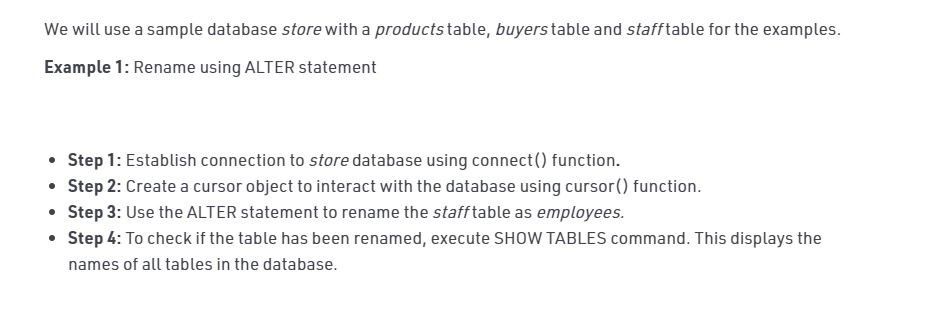 We will use a sample database store with a products table, buyers table and staff table for the examples.
Example 1: Rename using ALTER statement
• Step 1: Establish connection to store database using connect() function.
• Step 2: Create a cursor object to interact with the database using cursor() function.
• Step 3: Use the ALTER statement to rename the staff table as employees.
• Step 4: To check if the table has been renamed, execute SHOW TABLES command. This displays the
names of all tables in the database.